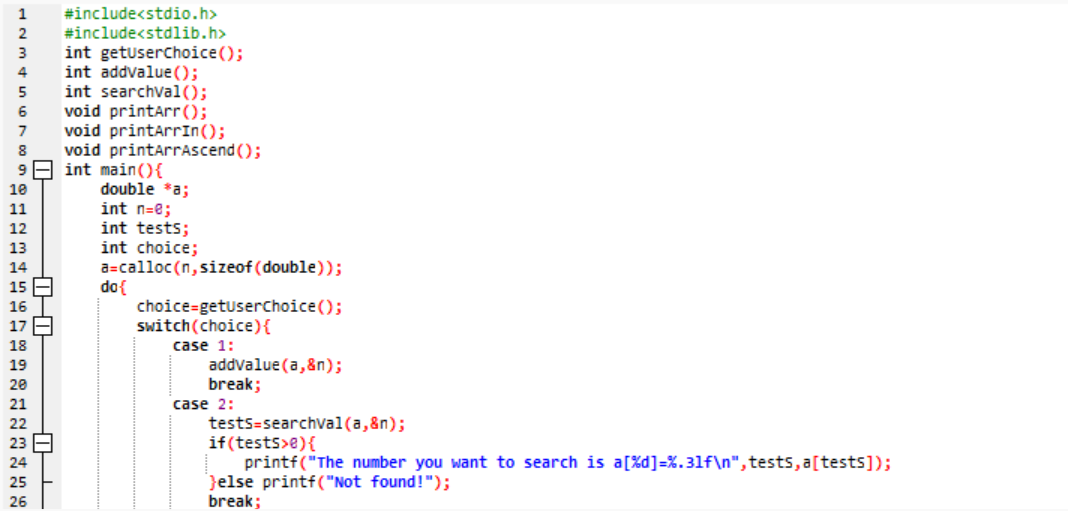 1 #include<stdio.h>
2 #include<stdlib.h>
3 int getUserChoice();
4 int addValue();
5 int searchVal();
6 void printArr();
7 void printArrIn();
8 void printArrAscend();
9 int main(){
10 double *a;
11 int n=0;
12 int testS;
13 int choice;
14 a=calloc(n,sizeof(double));
15 do{
16 choice=getUserChoice();
17 switch(choice){
18 case 1:
19 addValue(a,&n);
20 break;
21 case 2:
22 testS=searchVal(a,&n);
23 if(testS>0){
24 printf("The number you want to search is a[%d]=%.3lf\n",testS,a[testS]);
25 }else printf("Not found!");
26 break;